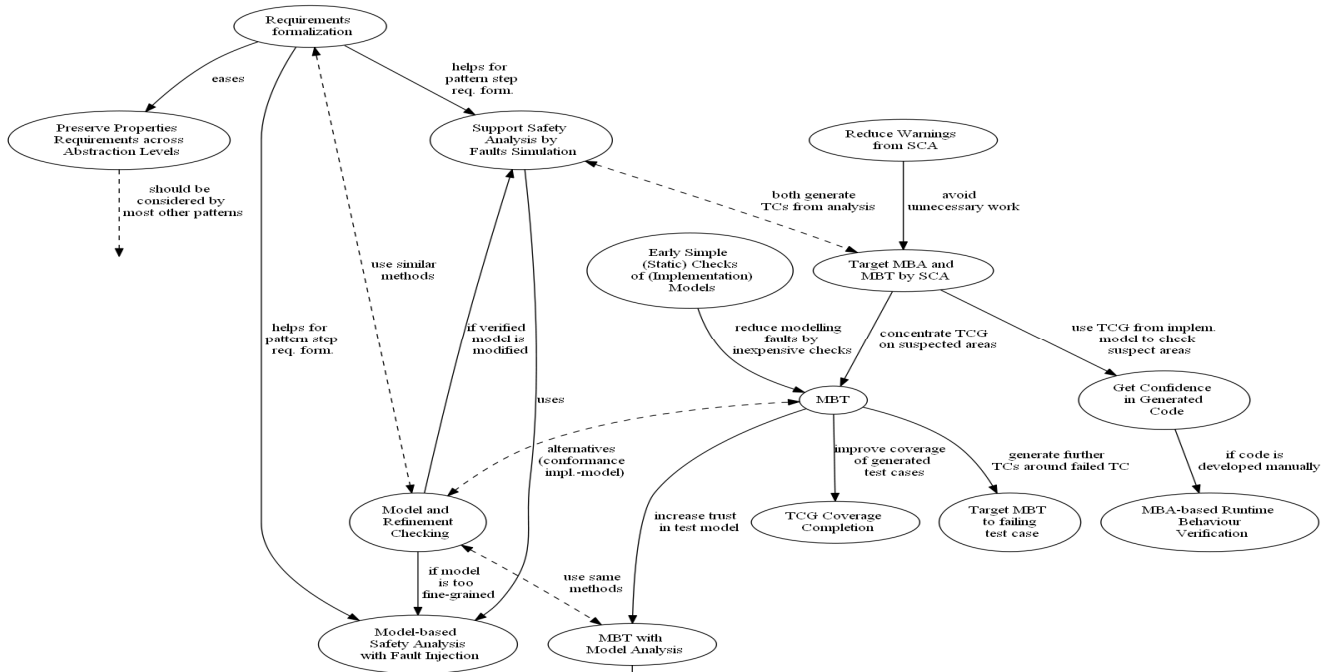 Requirements
formalization
eases
helps for
pattern step
req. form.
Preserve Properties
Requirements across
Abstraction Levels
Support Safety
Analysis by
Faults Simulation
Reduce Warnings
from SCA
should be
considered by
most other patterns
both generate
TCs from analysis
avoid
unnecessary work
use similar
methods
Early Simple
(Static) Checks
of (Implementation)
Models
Target MBA and
MBT by SCA
helps for
pattern step
req. form.
if verified
model is
modified
reduce modelling
faults by
inexpensive checks
concentrate TCG
on suspected areas
use TCG from implem.
model to check
suspect areas
uses
MBT
Get Confidence
in Generated
Code
alternatives
(conformance
impl.-model)
improve coverage
of generated
test cases
generate further
TCs around failed TC
if code is
developed manually
Model and
Refinement
Checking
increase trust
in test model
TCG Coverage
Completion
Target MBT
to failing
test case
MBA-based Runtime
Behaviour
Verification
if model
is too
fine-grained
use same
methods
Model-based
Safety Analysis
with Fault Injection
MBT with
Model Analysis